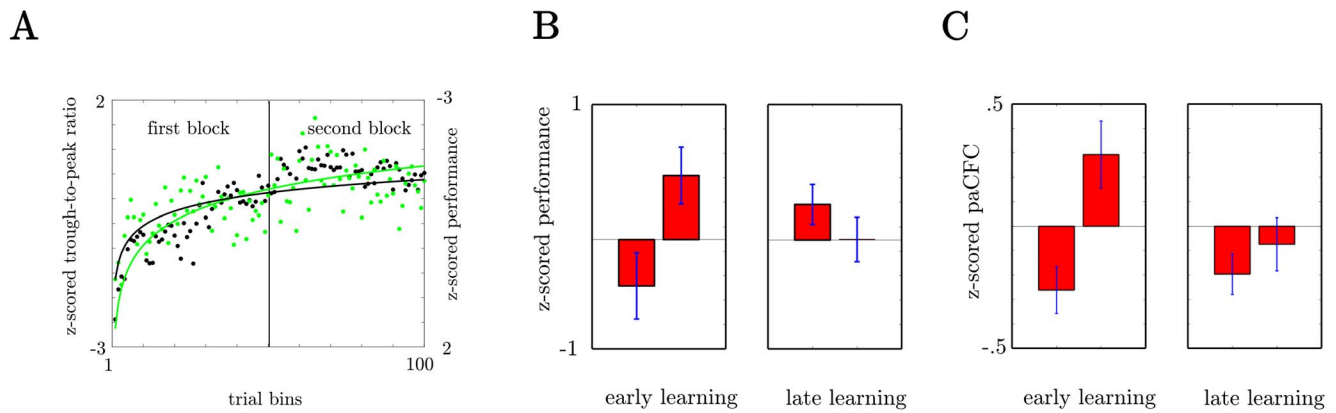 A
B
C
z-scored trough-to-peak ratio
2
-3
1
100
trial bins
first block
second block
-3
2
z-scored performance
z-scored performance
1
-1
early learning
late learning
z-scored paCFC
.5
-.5
early learning
late learning